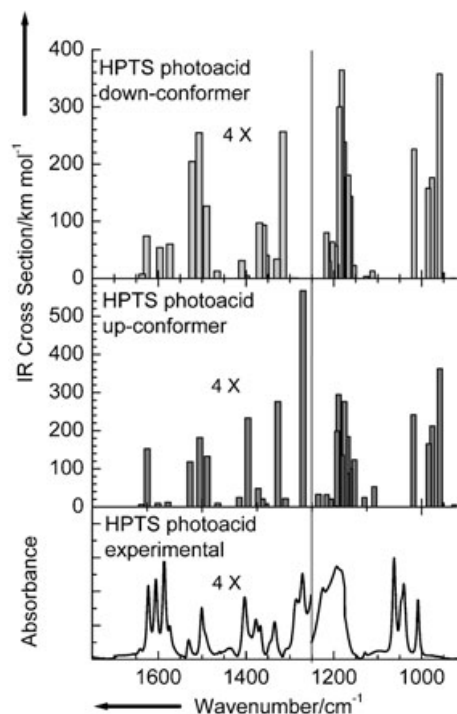 400
HPTS photoacid
down-conformer
300
4 X
200
100
0
IR Cross Section/km mol-1
500
HPTS photoacid
up-conformer
400
4 X
300
200
100
0
HPTS photoacid
experimental
4 X
Absorbance
1600 1400 1200 1000
Wavenumber/cm-1